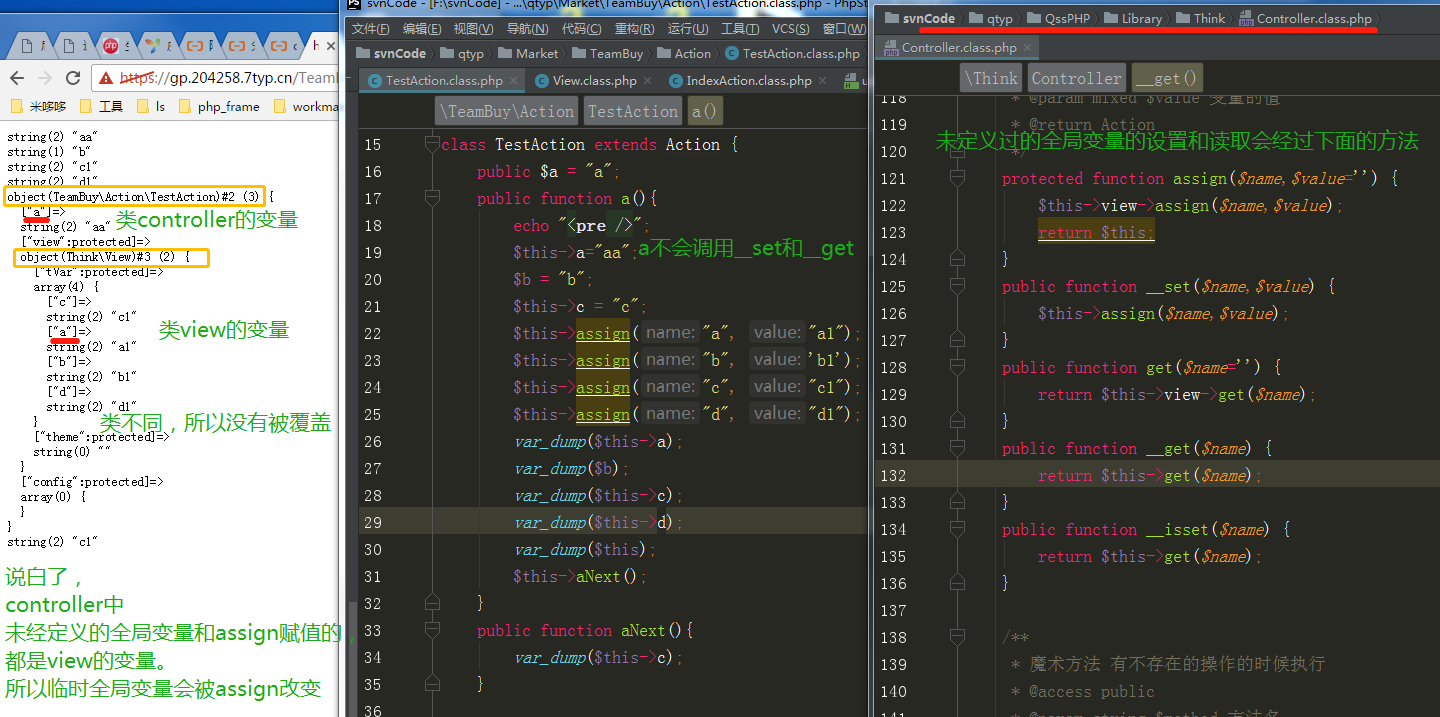 svnCode - [F:\svnCode] - ...\qtyp\Market\TeamBuy\Action\TestAction.class.php - PhpSt
文件(F) 编辑(E) 视图(V) 导航(N) 代码(C) 重构(R) 运行(U) 工具(T) VCS(S) 窗口(W)
svnCode qtyp Market TeamBuy Action TestAction.class.php
TestAction.class.php View.class.php IndexAction.class.php
\TeamBuy\Action TestAction a()
https://gp.204258.7typ.cn/TeamB
米哆哆 工具 ls php_frame workma
string(2) "aa"
string(1) "b"
string(2) "c1"
string(2) "d1"
object(TeamBuy\Action\TestAction)#2 (3) {
["a"]=>
string(2) "aa"
类controller的变量
["view":protected]=>
object(Think\View)#3 (2) {
["tVar":protected]=>
array(4) {
["c"]=>
string(2) "c1"
["a"]=>
类view的变量
string(2) "a1"
["b"]=>
string(2) "b1"
["d"]=>
string(2) "d1"
}
类不同，所以没有被覆盖
["theme":protected]=>
string(0) ""
}
["config":protected]=>
array(0) {
}
}
string(2) "c1"
说白了，
controller中
未经定义的全局变量和assign赋值的，
都是view的变量。
所以临时全局变量会被assign改变
15 class TestAction extends Action {
16 public $a = "a";
17 public function a(){
18 echo "<pre />";
19 $this->a="aa";
a不会调用__set和__get
20 $b = "b";
21 $this->c = "c";
22 $this->assign( name: "a", value: "a1");
23 $this->assign( name: "b", value: 'b1');
24 $this->assign( name: "c", value: "c1");
25 $this->assign( name: "d", value: "d1");
26 var_dump($this->a);
27 var_dump($b);
28 var_dump($this->c);
29 var_dump($this->d);
30 var_dump($this);
31 $this->aNext();
32 }
33 public function aNext(){
34 var_dump($this->c);
35 }
36
svnCode qtyp QssPHP Library Think Controller.class.php
Controller.class.php
\Think Controller __get()
118 * @param mixed $value 变量的值
119 * @return Action
未定义过的全局变量的设置和读取会经过下面的方法
120 */
121 protected function assign($name,$value='') {
122 $this->view->assign($name,$value);
123 return $this;
124 }
125 public function __set($name,$value) {
126 $this->assign($name,$value);
127 }
128 public function get($name='') {
129 return $this->view->get($name);
130 }
131 public function __get($name) {
132 return $this->get($name);
133 }
134 public function __isset($name) {
135 return $this->get($name);
136 }
137
138 /**
139 * 魔术方法 有不存在的操作的时候执行
140 * @access public
141 * @param string $method 方法名